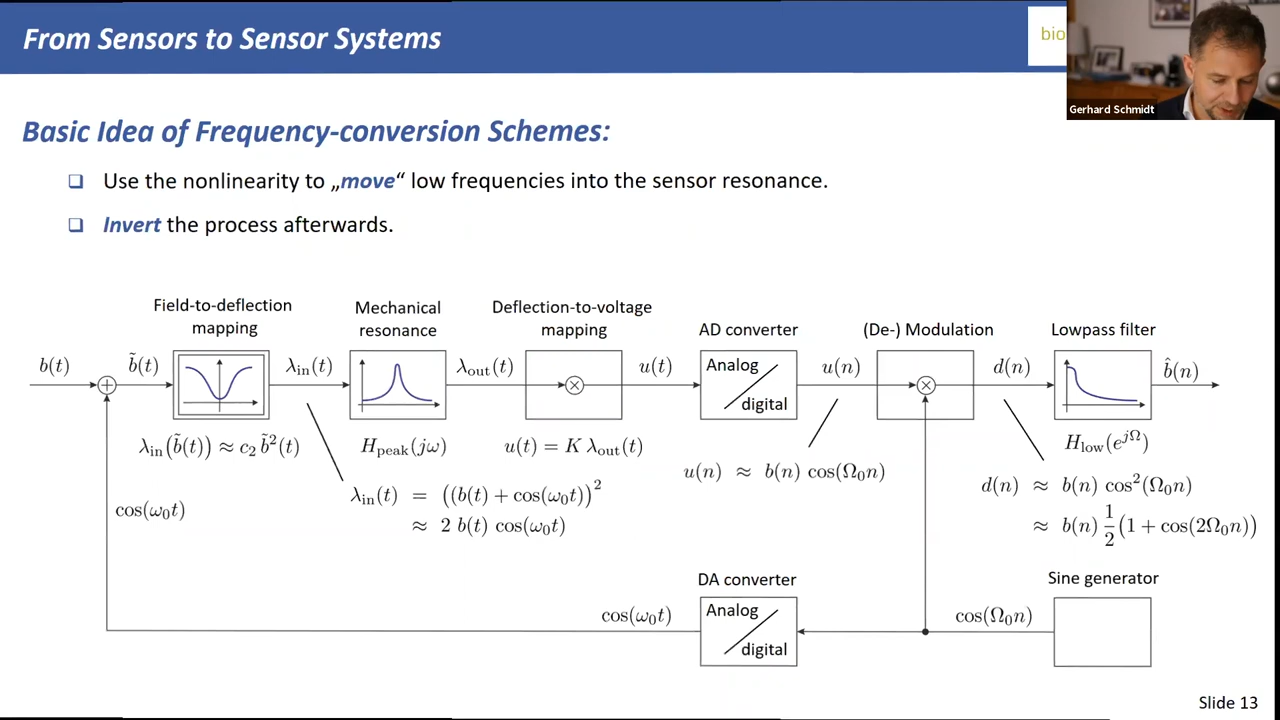 From Sensors to Sensor Systems
bio
Gerhard Schmidt
Basic Idea of Frequency-conversion Schemes:
❑ Use the nonlinearity to „move“ low frequencies into the sensor resonance.
❑ Invert the process afterwards.
Field-to-deflection
mapping
Mechanical
resonance
Deflection-to-voltage
mapping
AD converter
(De-) Modulation
Lowpass filter
b(t)
b̃(t)
λ_in(t)
λ_out(t)
u(t)
Analog
digital
u(n)
d(n)
b̂(n)
λ_in(b̃(t)) ≈ c₂ b̃²(t)
H_peak(jω)
u(t) = K λ_out(t)
u(n) ≈ b(n) cos(Ω₀n)
H_low(e^{jΩ})
λ_in(t) = ((b(t) + cos(ω₀t))²
≈ 2 b(t) cos(ω₀t)
d(n) ≈ b(n) cos²(Ω₀n)
≈ b(n) 1/2 (1 + cos(2Ω₀n))
cos(ω₀t)
DA converter
Sine generator
cos(ω₀t)
Analog
digital
cos(Ω₀n)
Slide 13